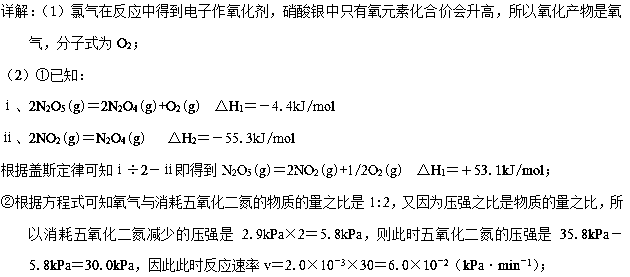 详解：（1）氯气在反应中得到电子作氧化剂，硝酸银中只有氧元素化合价会升高，所以氧化产物是氧
气，分子式为 O₂；
（2）①已知：
ⅰ、2N₂O₅(g)＝2N₂O₄(g)+O₂(g) △H₁＝－4.4kJ/mol
ⅱ、2NO₂(g)＝N₂O₄(g) △H₂＝－55.3kJ/mol
根据盖斯定律可知ⅰ÷2－ⅱ即得到 N₂O₅(g)＝2NO₂(g)+1/2O₂(g) △H₁＝＋53.1kJ/mol；
②根据方程式可知氧气与消耗五氧化二氮的物质的量之比是 1:2，又因为压强之比是物质的量之比，所
以消耗五氧化二氮减少的压强是 2.9kPa×2＝5.8kPa，则此时五氧化二氮的压强是 35.8kPa－
5.8kPa＝30.0kPa，因此此时反应速率 v＝2.0×10⁻³×30＝6.0×10⁻²（kPa·min⁻¹）；